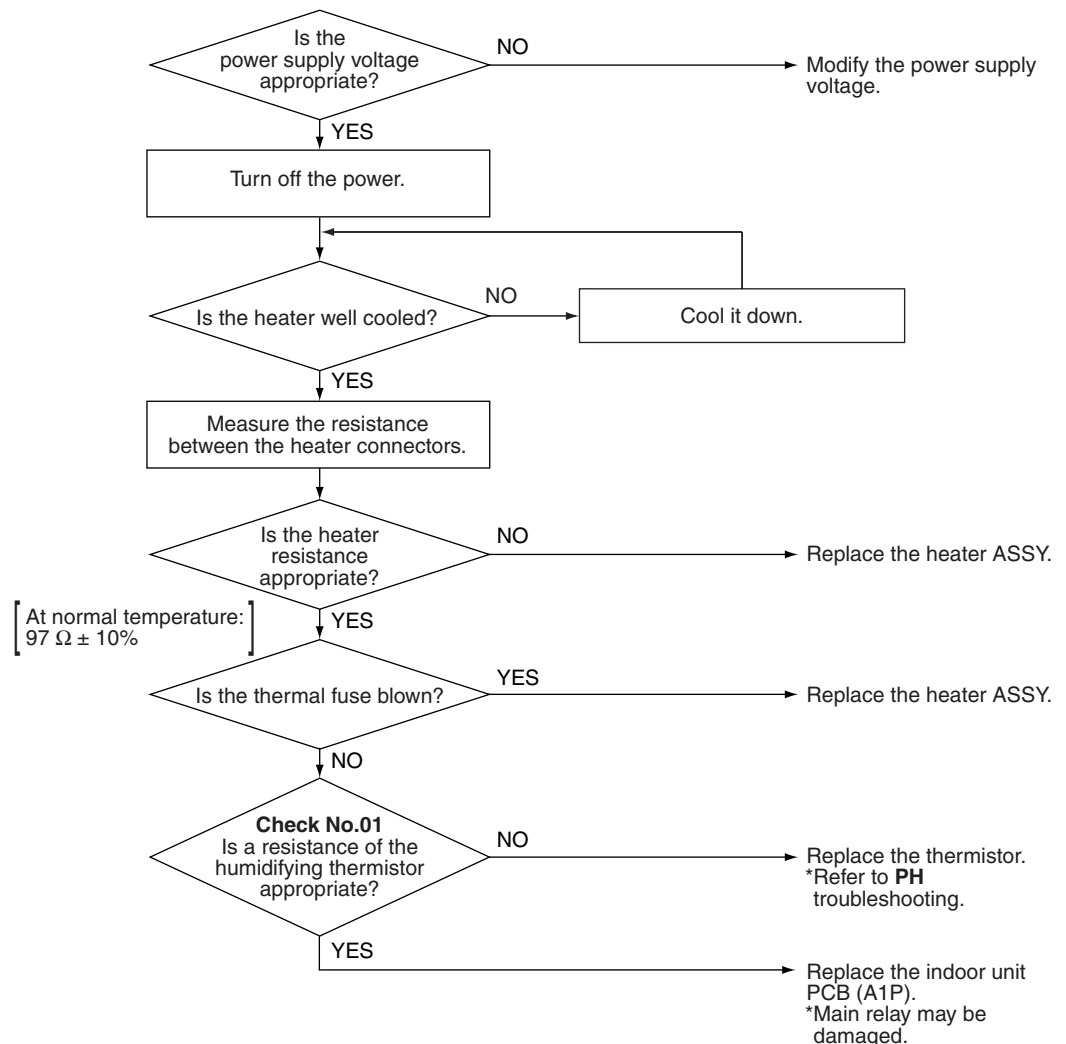 Is the
power supply voltage
appropriate?
NO
Modify the power supply
voltage.
YES
Turn off the power.
Is the heater well cooled?
NO
Cool it down.
YES
Measure the resistance
between the heater connectors.
Is the heater
resistance
appropriate?
NO
Replace the heater ASSY.
At normal temperature:
97 Ω ± 10%
YES
Is the thermal fuse blown?
YES
Replace the heater ASSY.
NO
Check No.01
Is a resistance of the
humidifying thermistor
appropriate?
NO
Replace the thermistor.
*Refer to PH
troubleshooting.
YES
Replace the indoor unit
PCB (A1P).
*Main relay may be
damaged.